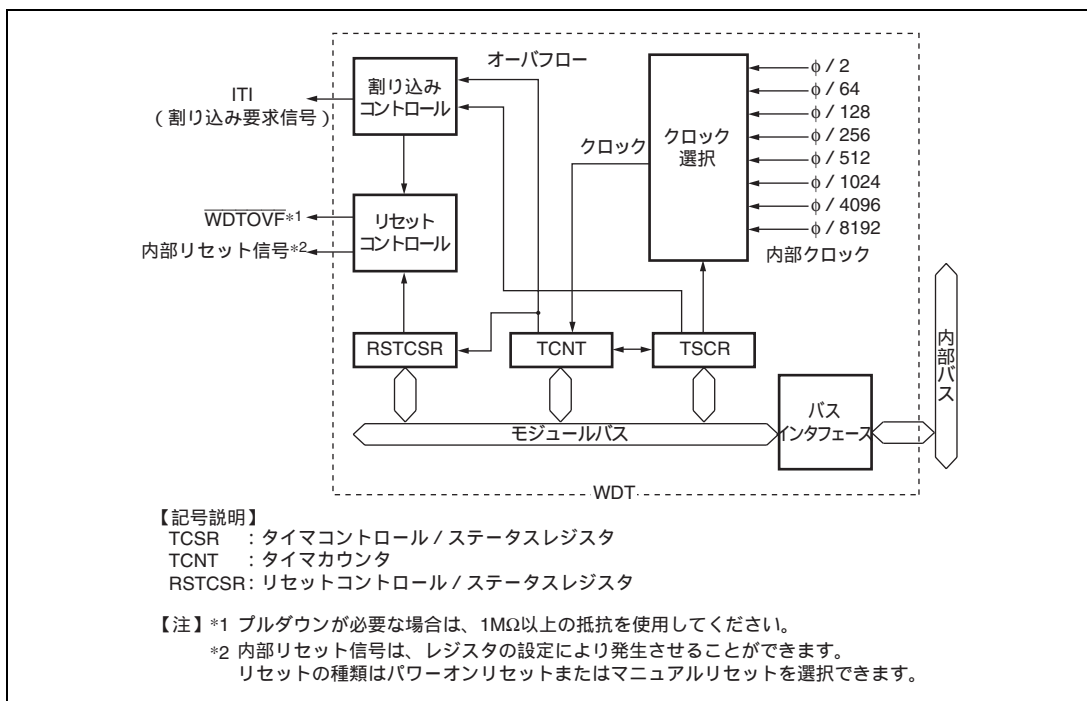 オーバフロー
割り込み
コントロール
ITI
(割り込み要求信号)
クロック
クロック
選択
φ / 2
φ / 64
φ / 128
φ / 256
φ / 512
φ / 1024
φ / 4096
φ / 8192
内部クロック
リセット
コントロール
WDTOVF*1
内部リセット信号*2
RSTCSR
TCNT
TSCR
モジュールバス
バス
インタフェース
内部バス
WDT
【記号説明】
TCSR :タイマコントロール / ステータスレジスタ
TCNT :タイマカウンタ
RSTCSR:リセットコントロール / ステータスレジスタ
【注】*1 プルダウンが必要な場合は、1MΩ以上の抵抗を使用してください。
*2 内部リセット信号は、レジスタの設定により発生させることができます。
リセットの種類はパワーオンリセットまたはマニュアルリセットを選択できます。